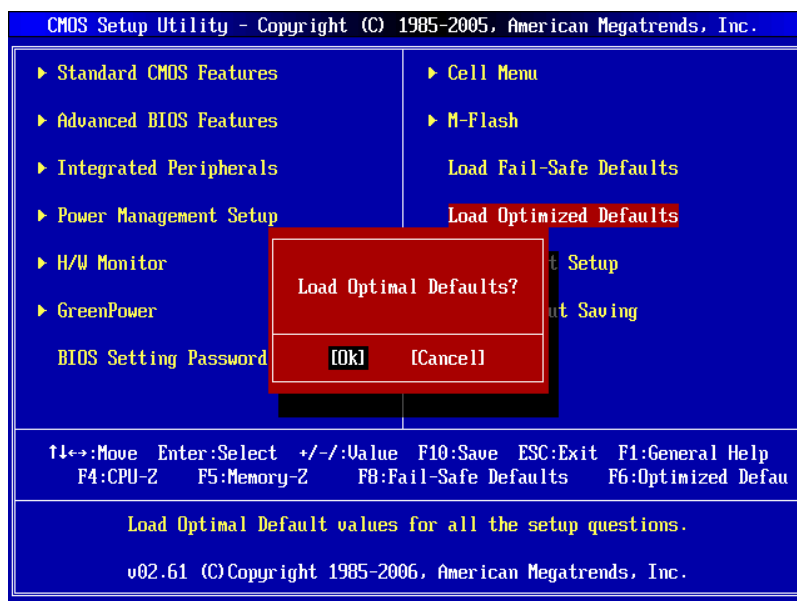 CMOS Setup Utility - Copyright (C) 1985-2005, American Megatrends, Inc.
Standard CMOS Features
Advanced BIOS Features
Integrated Peripherals
Power Management Setup
H/W Monitor
GreenPower
BIOS Setting Password
Cell Menu
M-Flash
Load Fail-Safe Defaults
Load Optimized Defaults
t Setup
ut Saving
Load Optimal Defaults?
[Ok] [Cancel]
↑↓←→:Move Enter:Select +/-/:Value F10:Save ESC:Exit F1:General Help
F4:CPU-Z F5:Memory-Z F8:Fail-Safe Defaults F6:Optimized Defau
Load Optimal Default values for all the setup questions.
v02.61 (C)Copyright 1985-2006, American Megatrends, Inc.